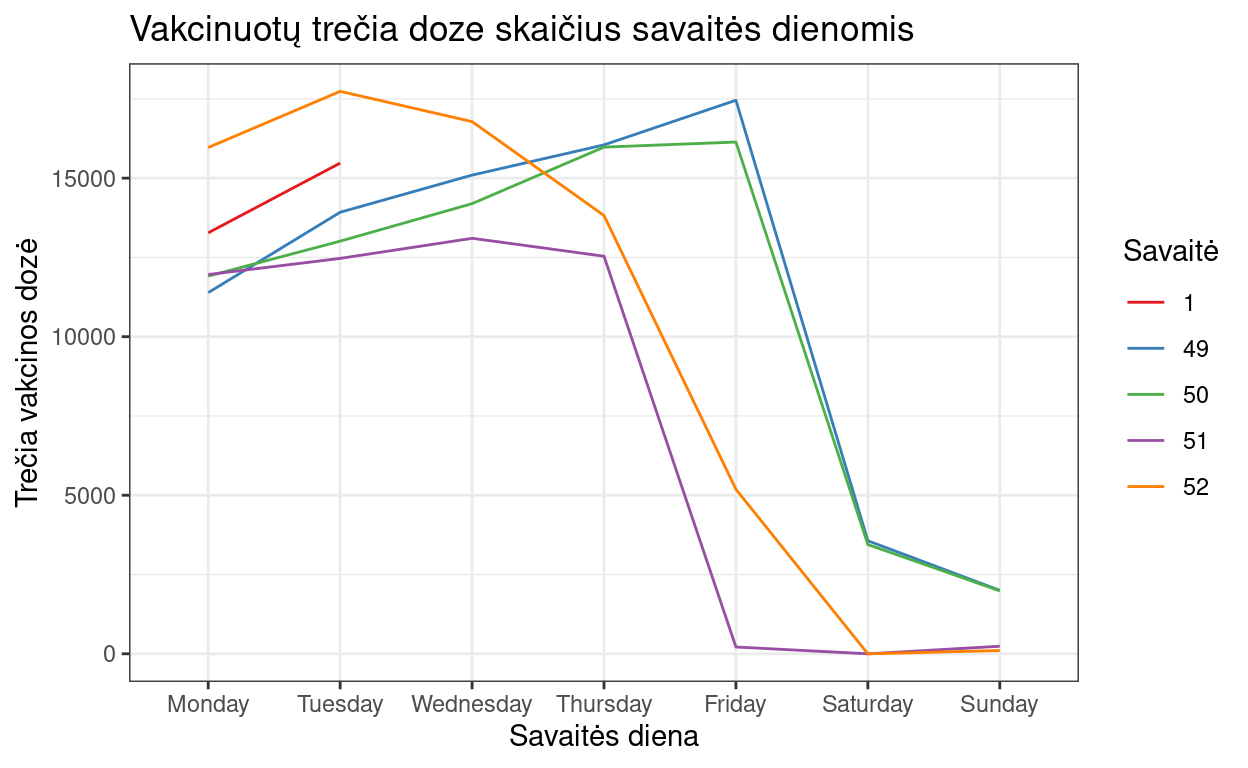 Vakcinuotų trečia doze skaičius savaitės dienomis
Trečia vakcinos dozė
15000
10000
5000
0
Monday
Tuesday
Wednesday
Thursday
Friday
Saturday
Sunday
Savaitės diena
Savaitė
1
49
50
51
52